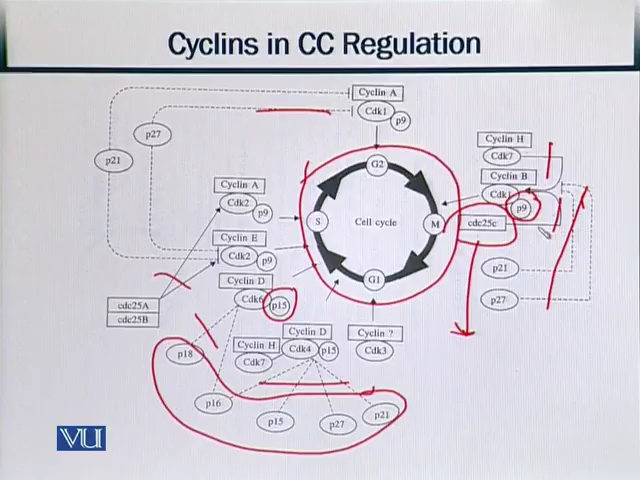 Cyclins in CC Regulation
Cyclin A
Cdk1
p9
p27
p21
Cyclin H
Cdk7
Cyclin B
Cdk1
p9
cdc25c
p21
p27
Cyclin A
Cdk2
p9
Cyclin E
Cdk2
p9
G2
S
Cell cycle
M
G1
Cyclin D
Cdk6
p15
cdc25A
cdc25B
Cyclin D
Cdk4
p15
Cyclin H
Cdk7
Cyclin ?
Cdk3
p18
p16
p15
p27
p21
VU